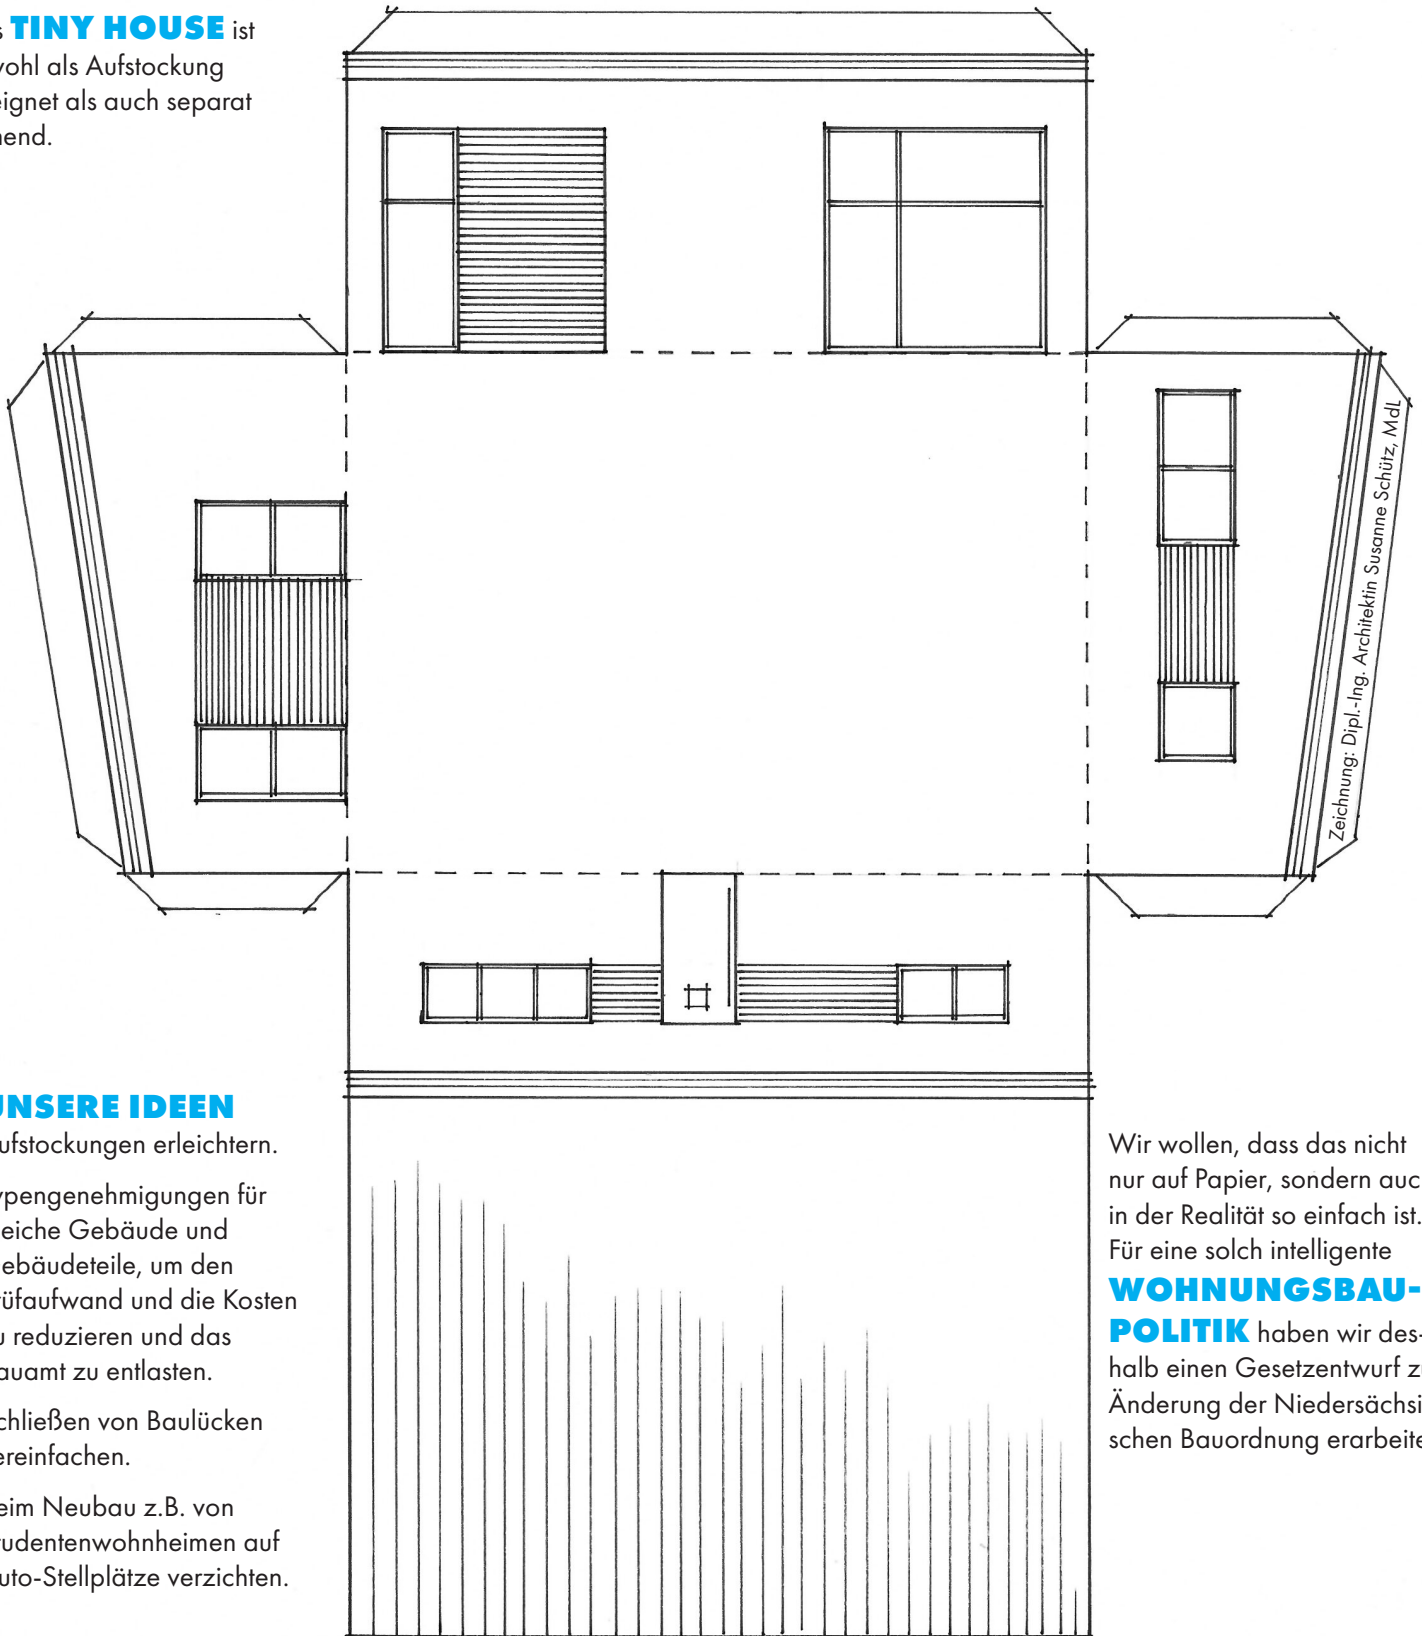 s TINY HOUSE ist
wohl als Aufstockung
eignet als auch separat
hend.
Zeichnung: Dipl.-Ing. Architektin Susanne Schütz, MdL
UNSERE IDEEN
ufstockungen erleichtern.
ypengenehmigungen für
leiche Gebäude und
ebäudeteile, um den
rüfaufwand und die Kosten
u reduzieren und das
auamt zu entlasten.
chließen von Baulücken
ereinfachen.
eim Neubau z.B. von
tudentenwohnheimen auf
uto-Stellplätze verzichten.
Wir wollen, dass das nicht
nur auf Papier, sondern auc
in der Realität so einfach ist.
Für eine solch intelligente
WOHNUNGSBAU-
POLITIK haben wir des-
halb einen Gesetzentwurf zu
Änderung der Niedersächsi
schen Bauordnung erarbeite